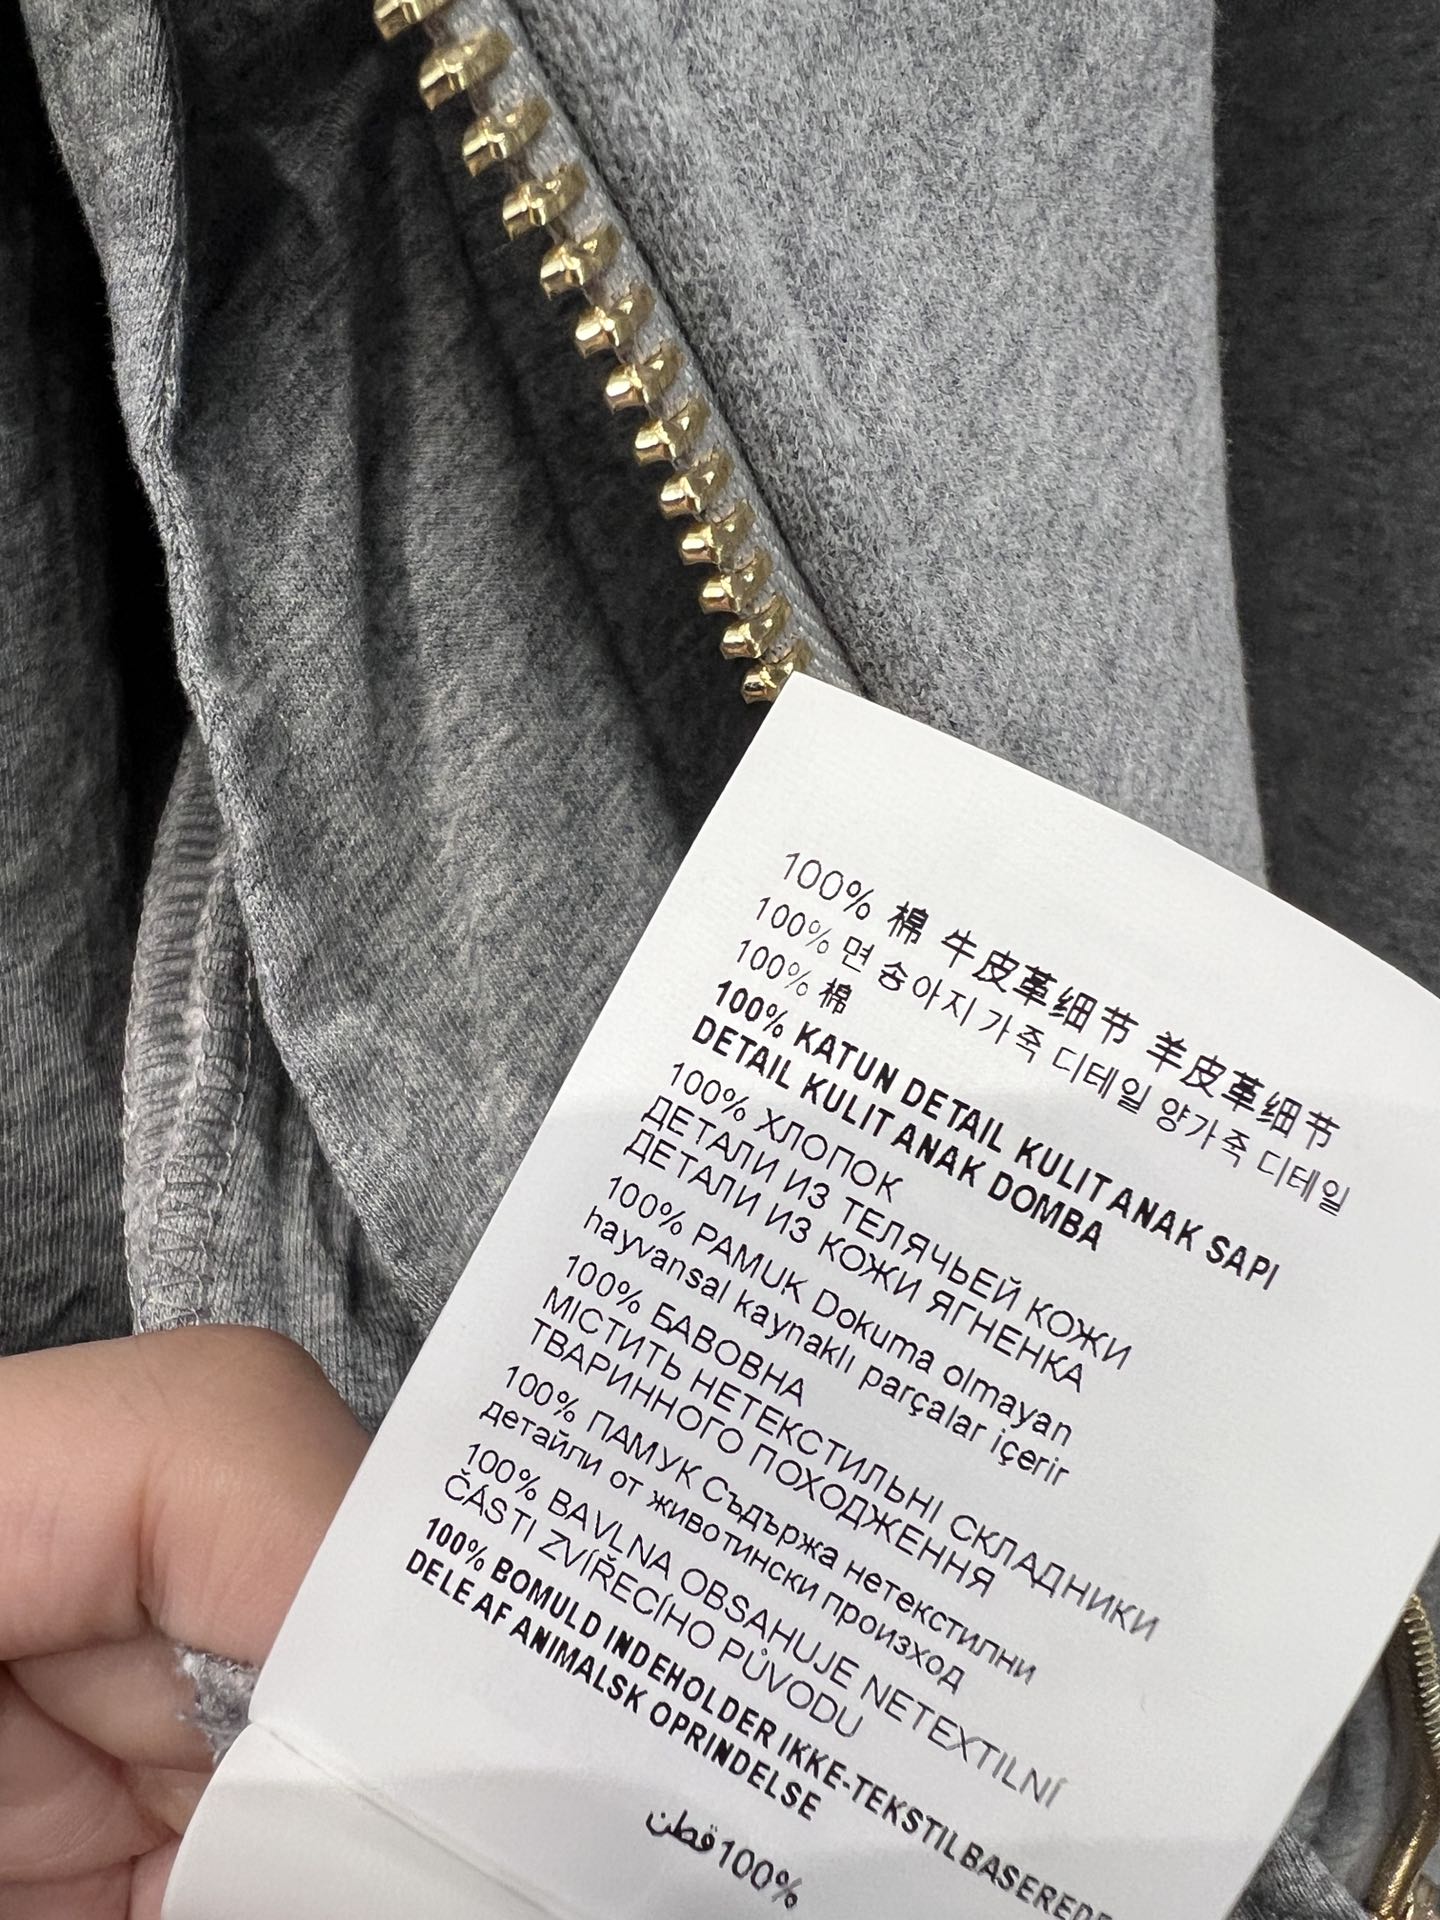 100% 棉 牛皮革细节 羊皮革细节
100% 면 송아지 가죽 디테일 양가죽 디테일
100% 棉
100% KATUN DETAIL KULIT ANAK SAPI
DETAIL KULIT ANAK DOMBA
100% ХЛОПОК
ДЕТАЛИ ИЗ ТЕЛЯЧЬЕЙ КОЖИ
ДЕТАЛИ ИЗ КОЖИ ЯГНЕНКА
100% PAMUK Dokuma olmayan
hayvansal kaynaklı parçalar içerir
100% БАВОВНА
МІСТИТЬ НЕТЕКСТИЛЬНІ СКЛАДНИКИ
ТВАРИННОГО ПОХОДЖЕННЯ
100% ПАМУК Съдържа нетекстилни
детайли от животински произход
100% BAVLNA OBSAHUJE NETEXTILNÍ
ČÁSTI ZVÍŘECÍHO PŮVODU
100% BOMULD INDEHOLDER IKKE-TEKSTILBASEREDE
DELE AF ANIMALSK OPRINDELSE
100% قطن